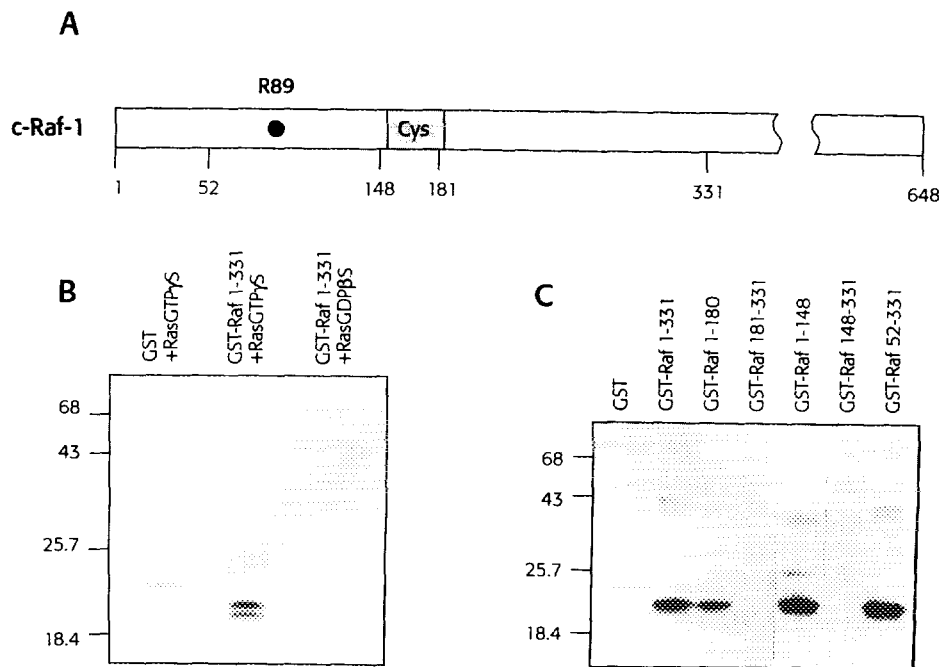 A
R89
c-Raf-1
Cys
1
52
148
181
331
648
B
GST
+RasGTPγS
GST-Raf 1-331
+RasGTPγS
GST-Raf 1-331
+RasGDPβS
68
43
25.7
18.4
C
GST
GST-Raf 1-331
GST-Raf 1-180
GST-Raf 181-331
GST-Raf 1-148
GST-Raf 148-331
GST-Raf 52-331
68
43
25.7
18.4